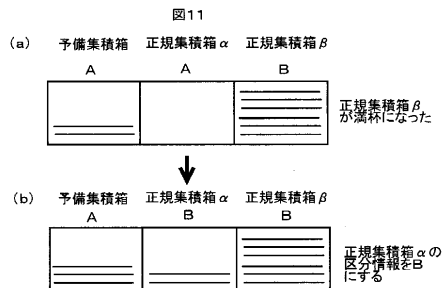 図11
(a) 予備集積箱 正規集積箱α 正規集積箱β
A A B
正規集積箱β
が満杯になった
(b) 予備集積箱 正規集積箱α 正規集積箱β
A B B
正規集積箱αの
区分情報をB
にする